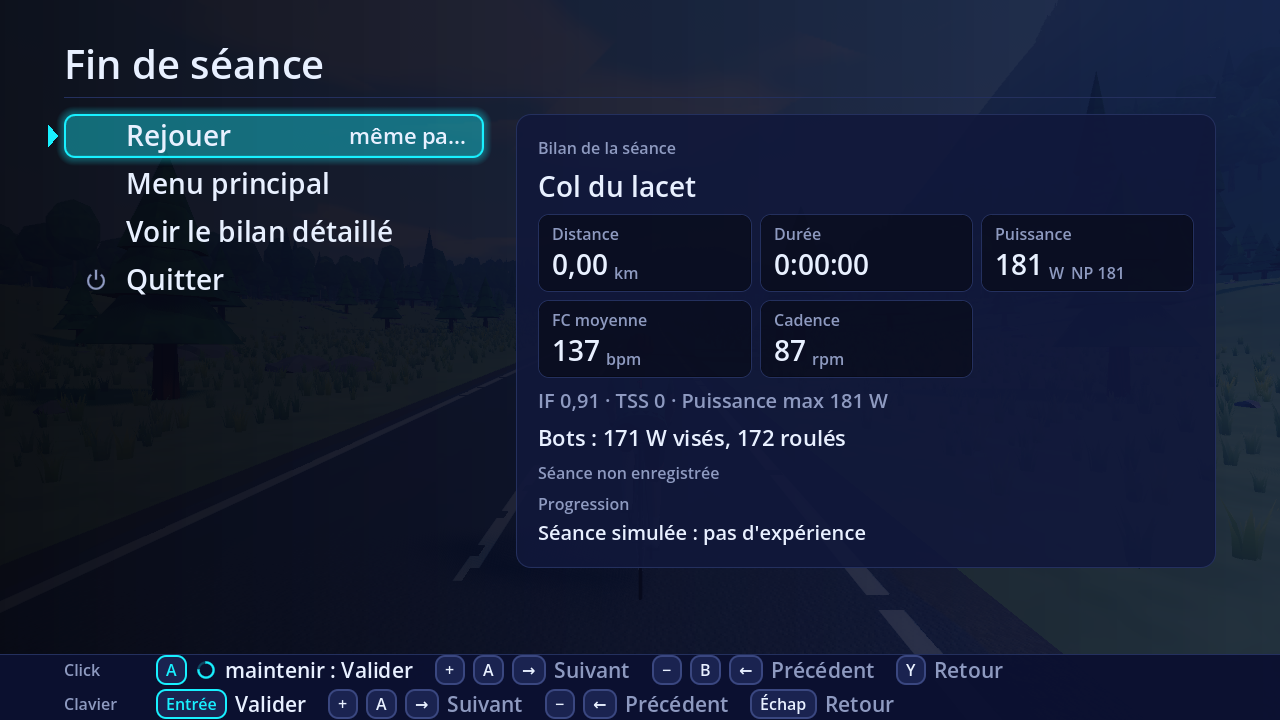 Fin de séance
Rejouer même pa...
Menu principal
Voir le bilan détaillé
Quitter
Bilan de la séance
Col du lacet
Distance
0,00 km
Durée
0:00:00
Puissance
181 W NP 181
FC moyenne
137 bpm
Cadence
87 rpm
IF 0,91 · TSS 0 · Puissance max 181 W
Bots : 171 W visés, 172 roulés
Séance non enregistrée
Progression
Séance simulée : pas d'expérience
Click A maintenir : Valider + A → Suivant − B ← Précédent Y Retour
Clavier Entrée Valider + A → Suivant − ← Précédent Échap Retour